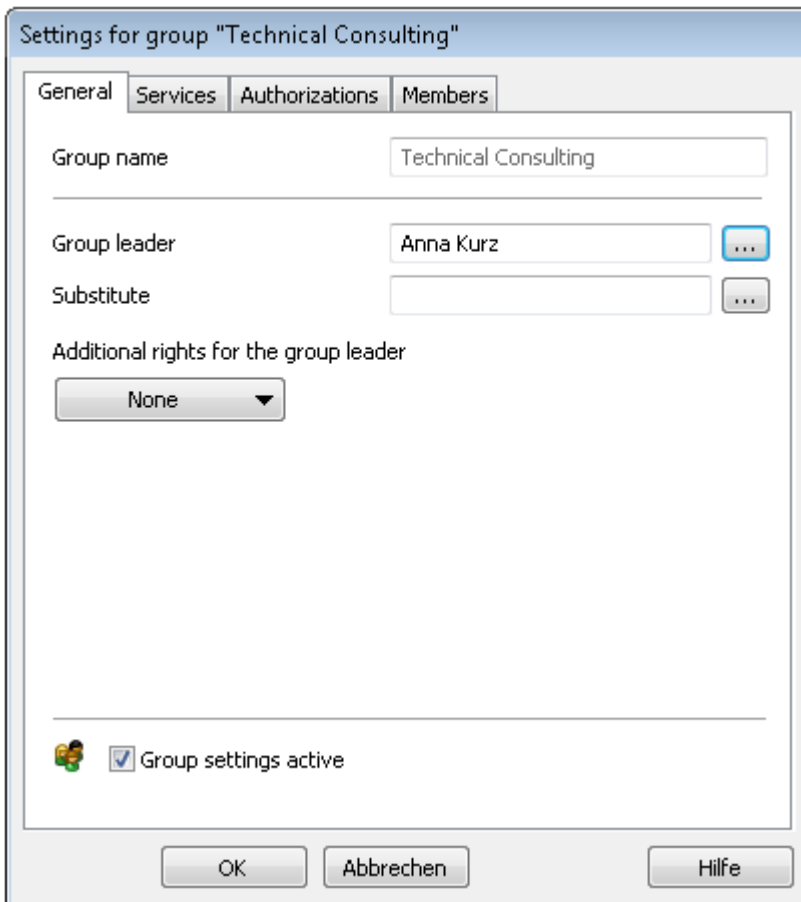 Settings for group "Technical Consulting"
General Services Authorizations Members
Group name Technical Consulting
Group leader Anna Kurz ...
Substitute ...
Additional rights for the group leader
None
Group settings active
OK Abbrechen Hilfe